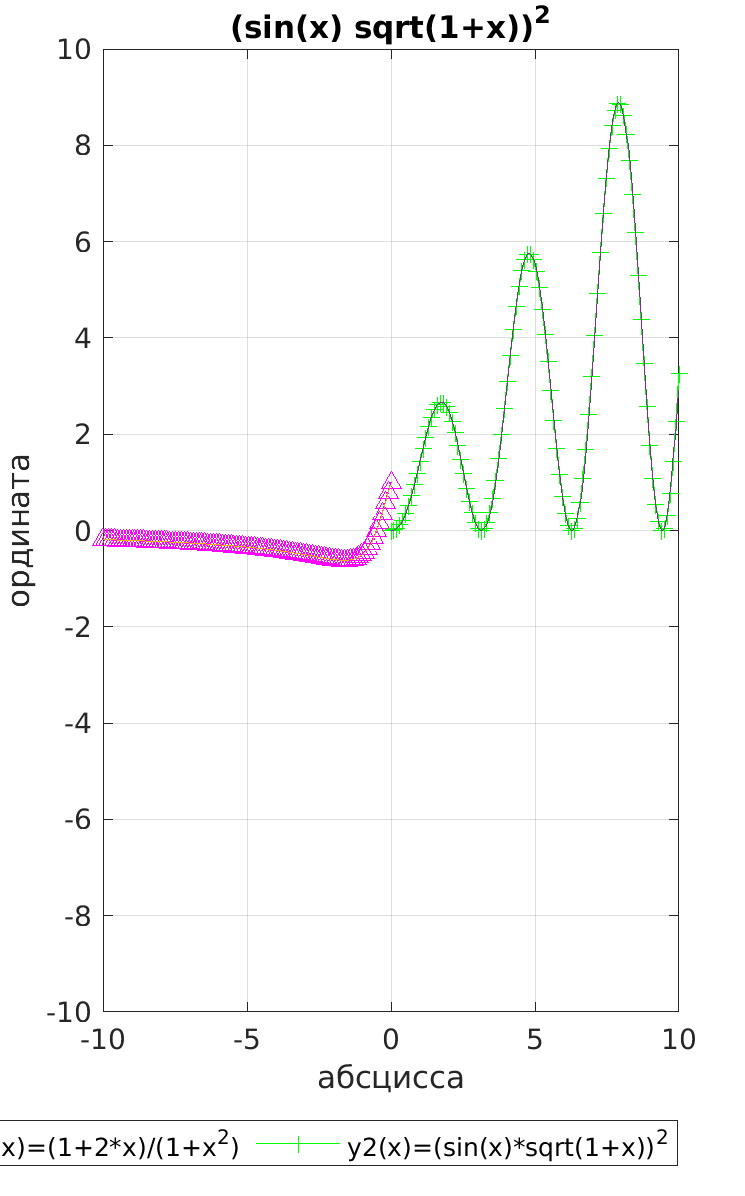 (sin(x) sqrt(1+x))²
10
8
6
4
2
0
-2
-4
-6
-8
-10
ордината
-10 -5 0 5 10
абсцисса
x)=(1+2*x)/(1+x²) y2(x)=(sin(x)*sqrt(1+x))²